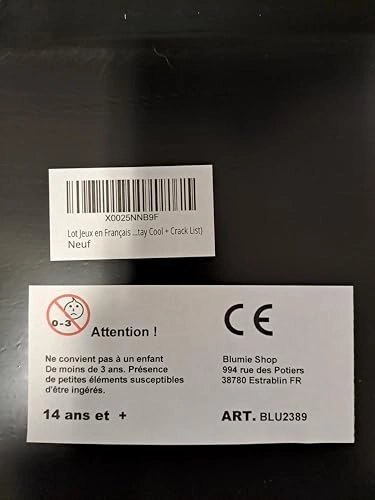 X0025NNB9F
Lot Jeux en Français ...tay Cool + Crack List)
Neuf
0-3
Attention !
Ne convient pas à un enfant
De moins de 3 ans. Présence
de petites éléments susceptibles
d'être ingérés.
14 ans et +
CE
Blumie Shop
994 rue des Potiers
38780 Estrablin FR
ART. BLU2389